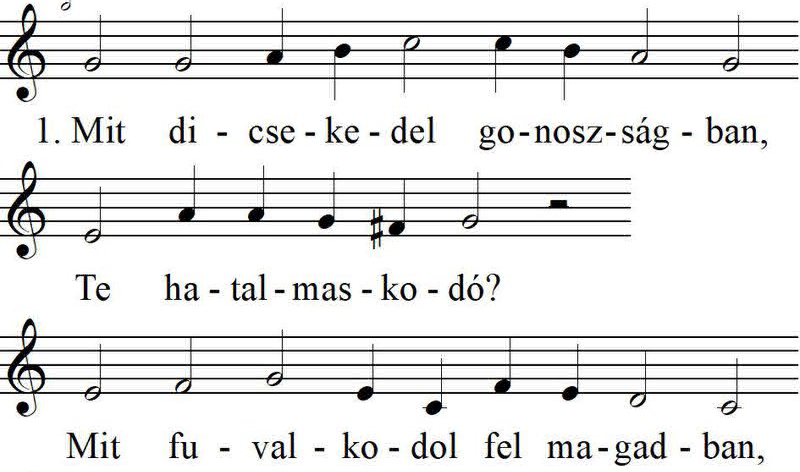 1. Mit di - cse - ke - del go - nosz - ság - ban,
Te ha - tal - mas - ko - dó?
Mit fu - val - ko - dol fel ma - gad - ban,